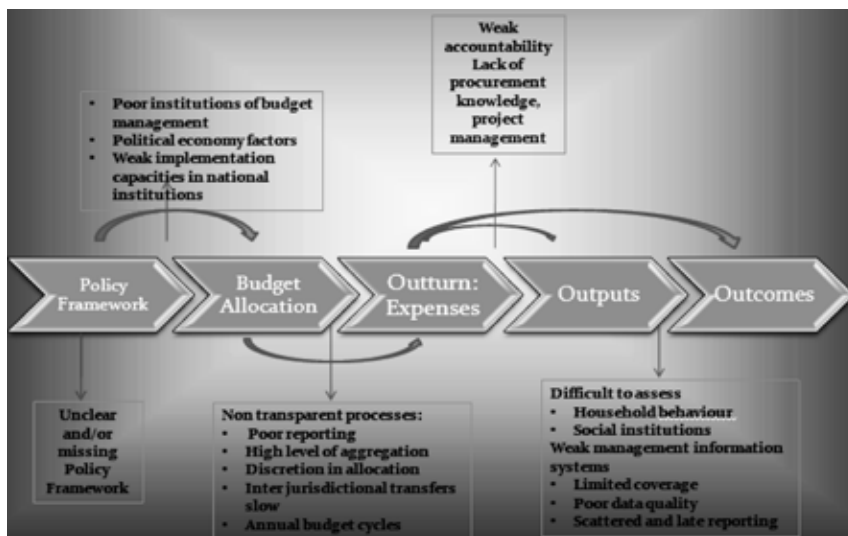 Weak
accountability
Lack of
procurement
knowledge,
project
management
• Poor institutions of budget
management
• Political economy factors
• Weak implementation
capacities in national
institutions
Policy
Framework
Budget
Allocation
Outturn:
Expenses
Outputs
Outcomes
Unclear
and/or
missing
Policy
Framework
Non transparent processes:
• Poor reporting
• High level of aggregation
• Discretion in allocation
• Inter jurisdictional transfers
slow
• Annual budget cycles
Difficult to assess
• Household behaviour
• Social institutions
Weak management information
systems
• Limited coverage
• Poor data quality
• Scattered and late reporting